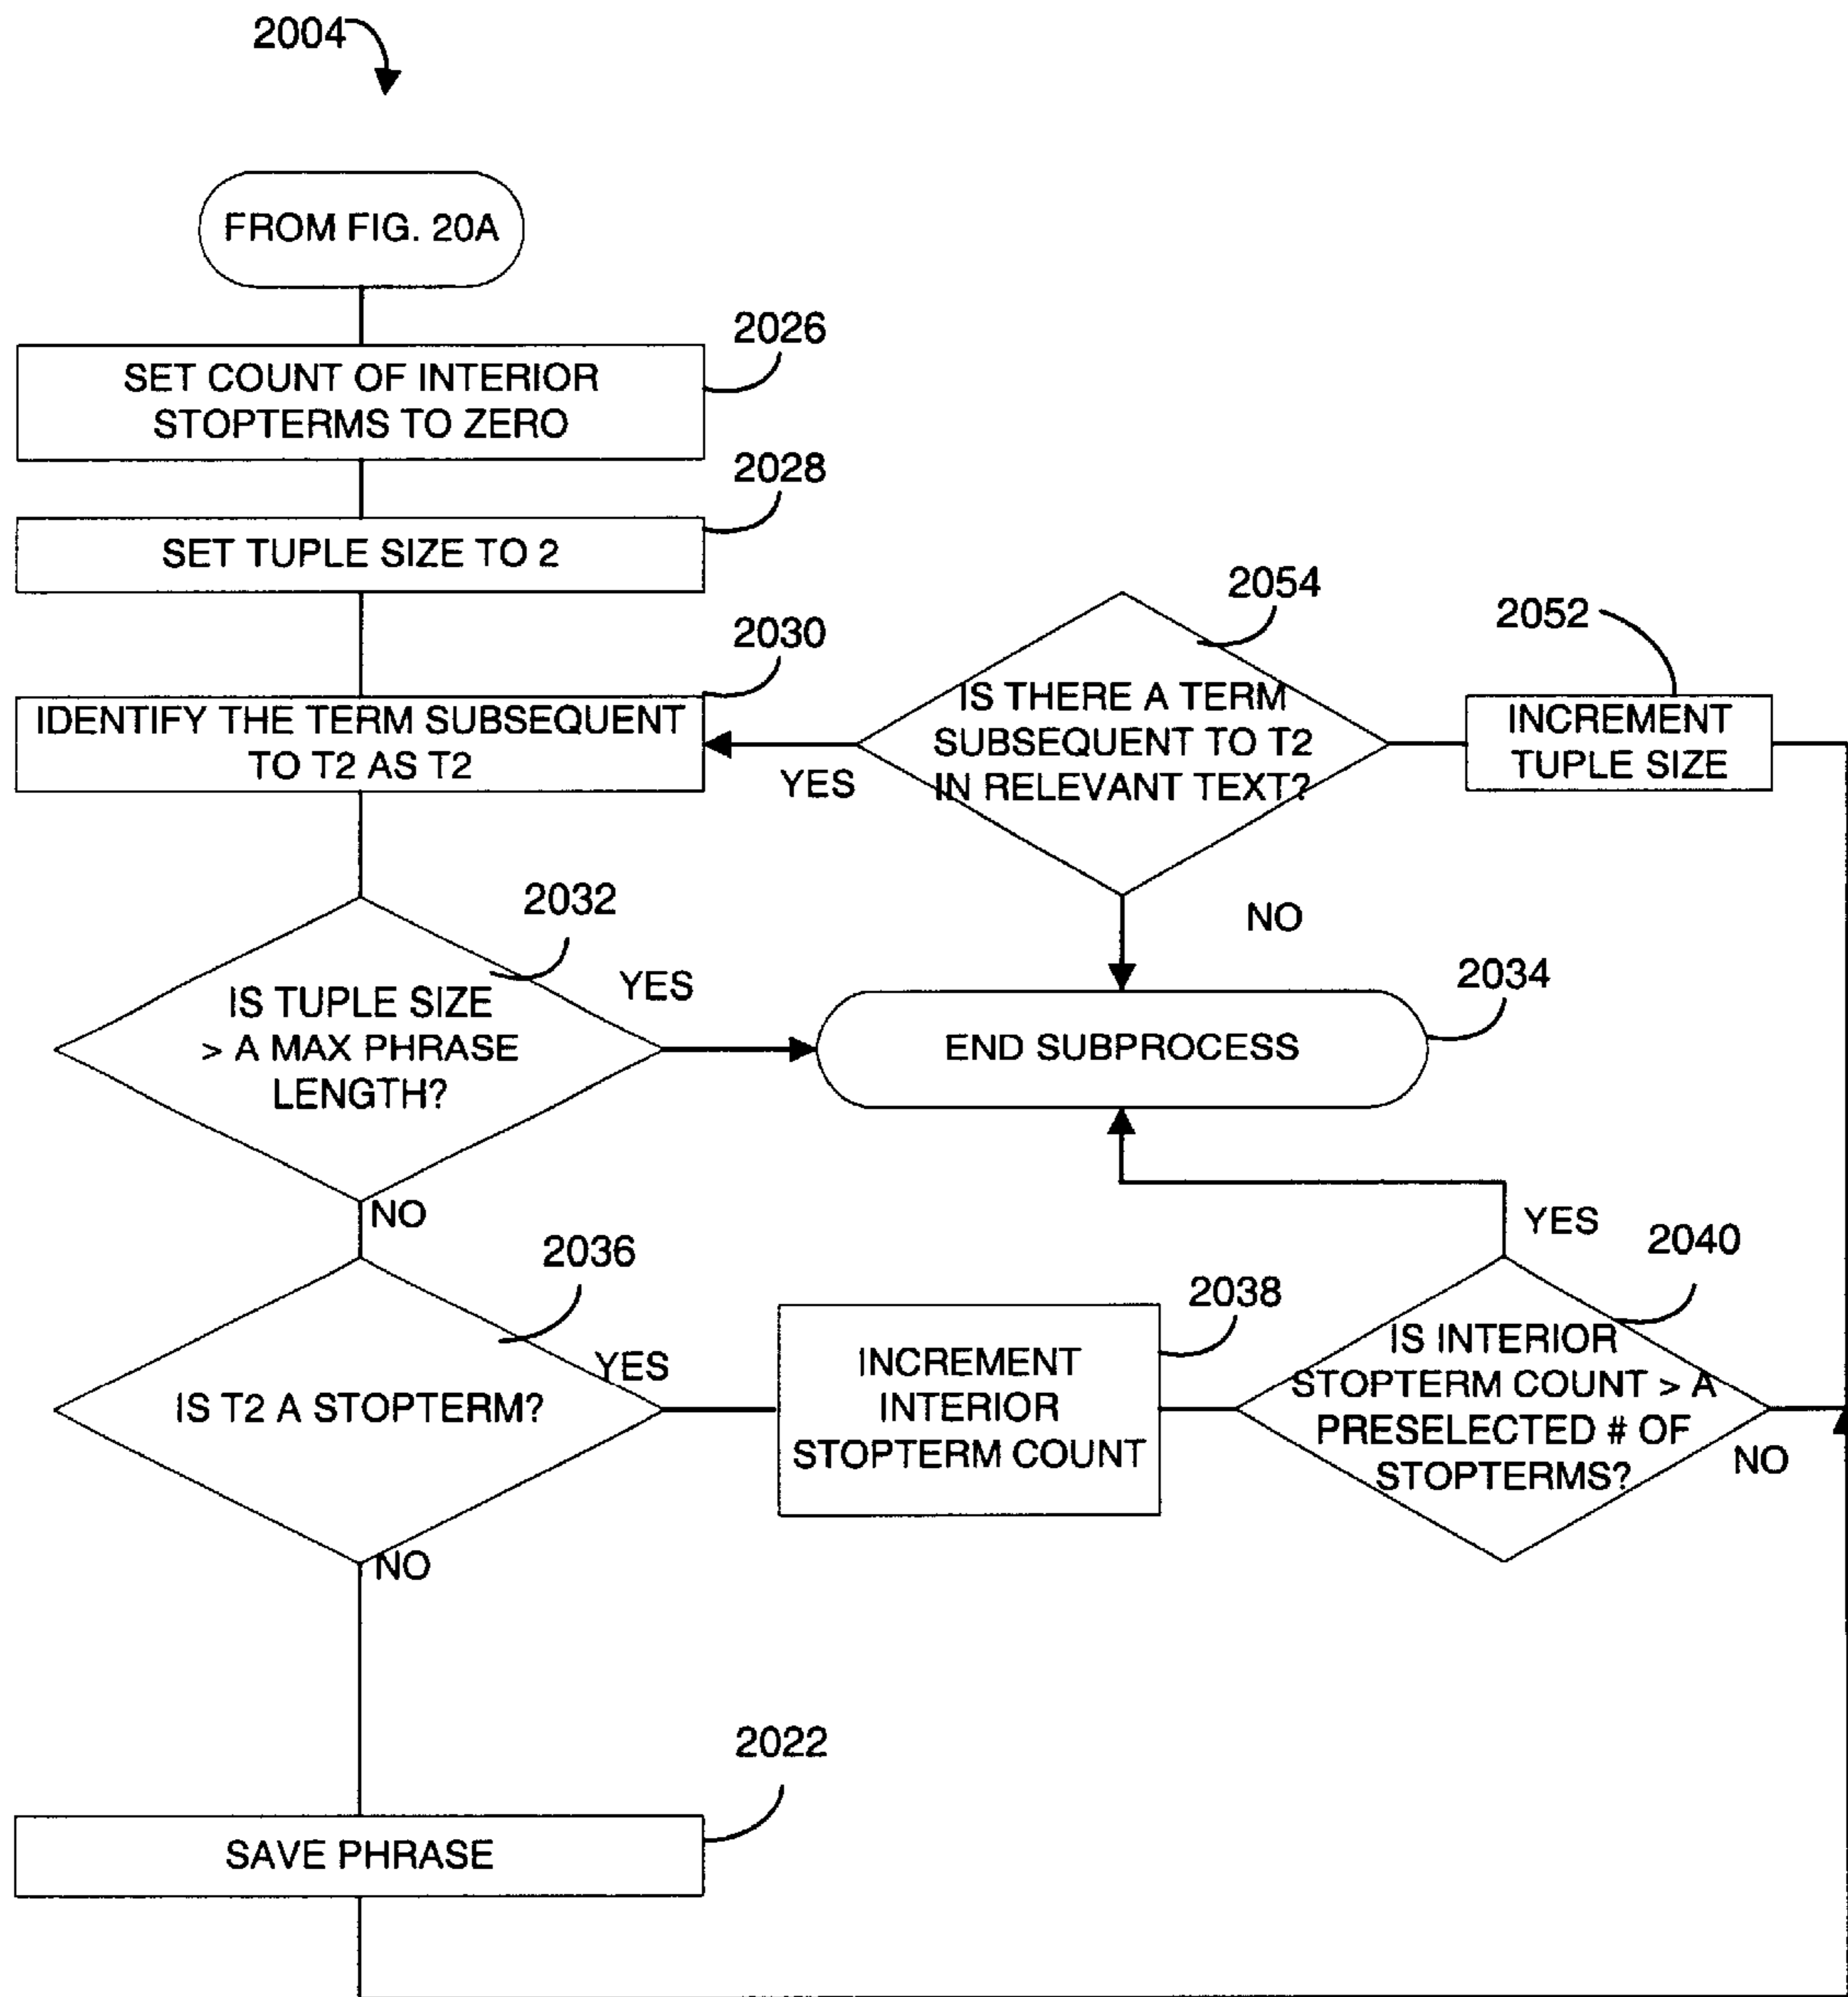 2004
FROM FIG. 20A
2026
SET COUNT OF INTERIOR
STOPTERMS TO ZERO
2028
SET TUPLE SIZE TO 2
2030
IDENTIFY THE TERM SUBSEQUENT
TO T2 AS T2
2054
IS THERE A TERM
SUBSEQUENT TO T2
IN RELEVANT TEXT?
YES
NO
2052
INCREMENT
TUPLE SIZE
2032
IS TUPLE SIZE
> A MAX PHRASE
LENGTH?
YES
NO
2034
END SUBPROCESS
2036
IS T2 A STOPTERM?
YES
NO
2038
INCREMENT
INTERIOR
STOPTERM COUNT
2040
IS INTERIOR
STOPTERM COUNT > A
PRESELECTED # OF
STOPTERMS?
YES
NO
2022
SAVE PHRASE